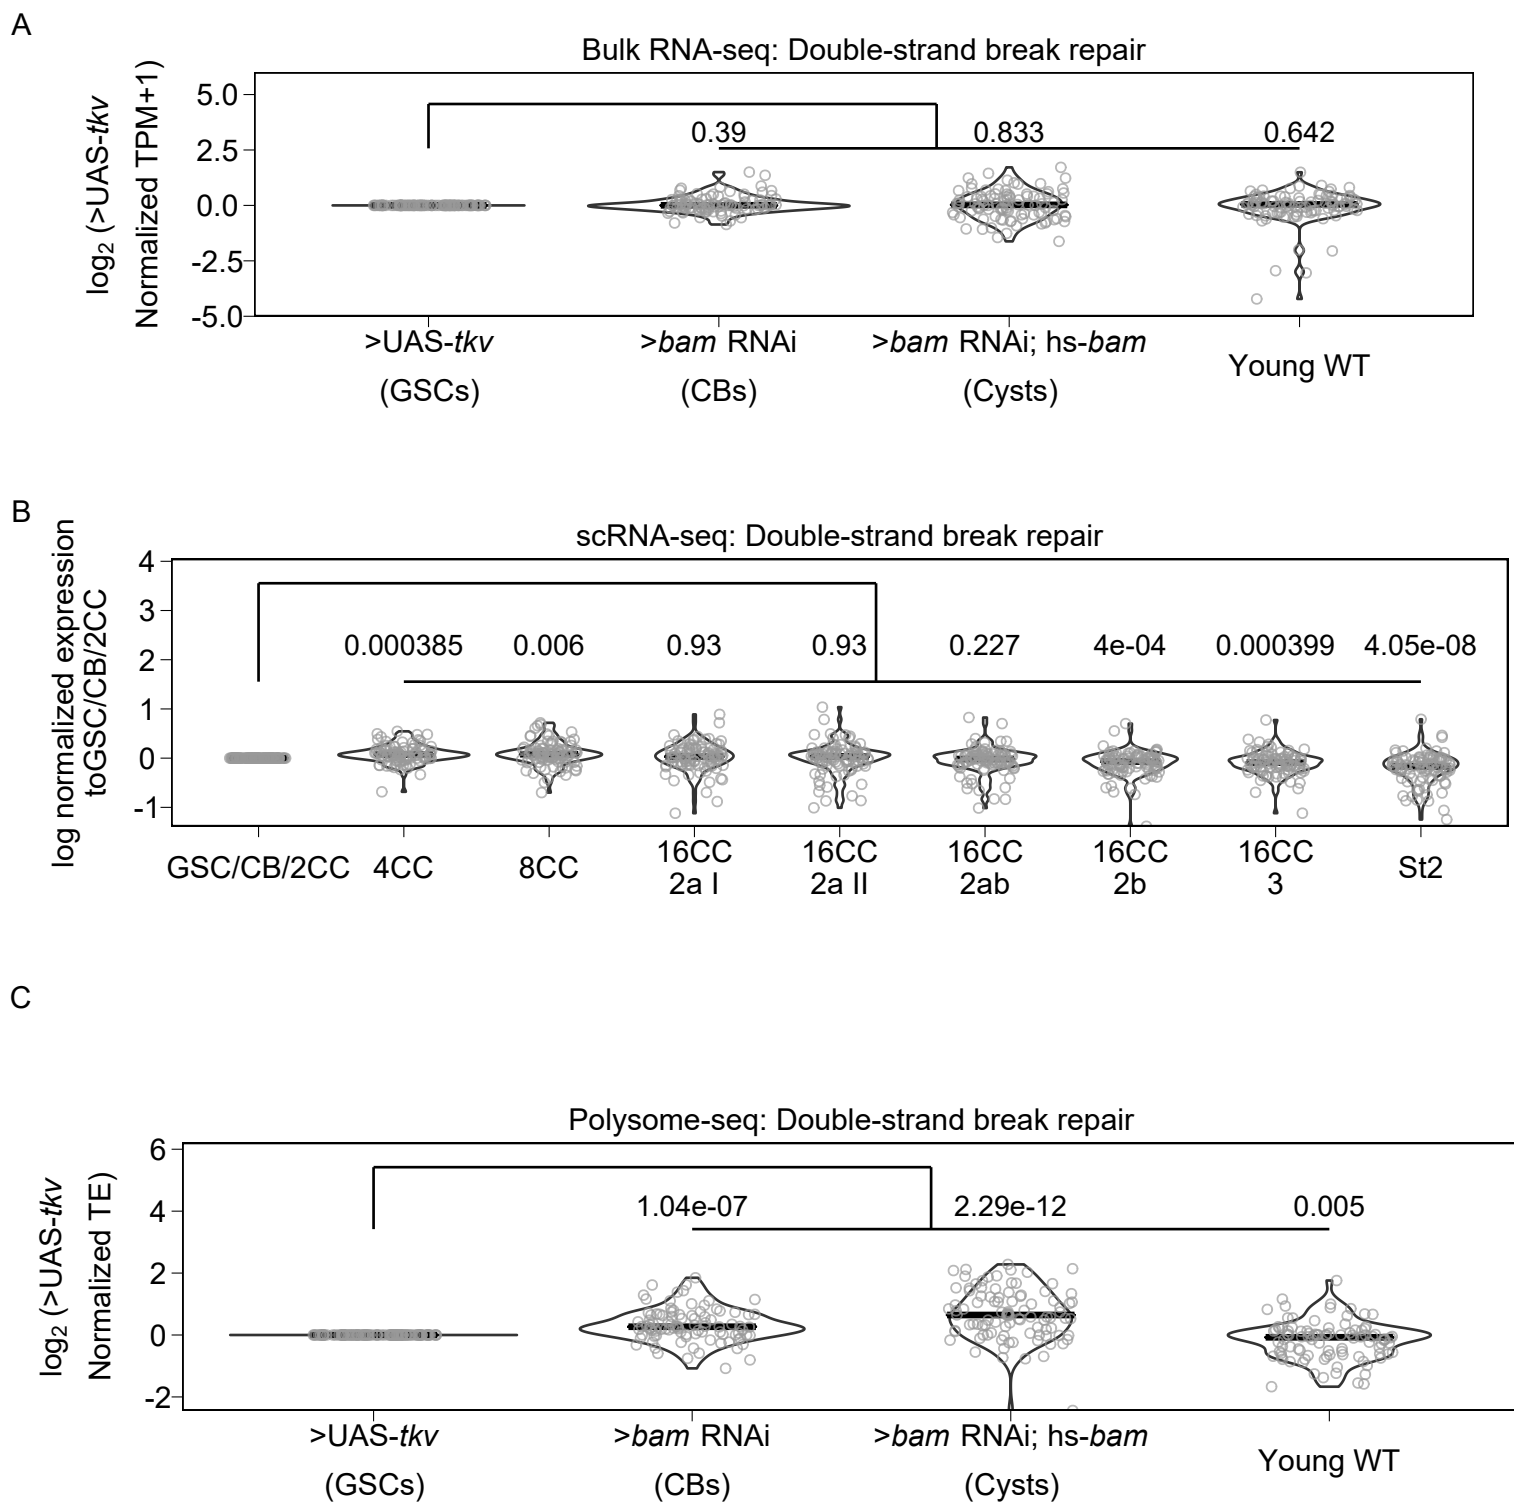 A
Bulk RNA-seq: Double-strand break repair
log2 (>UAS-tkv
Normalized TPM+1)
5.0
2.5
0.0
-2.5
-5.0
0.39
0.833
0.642
>UAS-tkv
(GSCs)
>bam RNAi
(CBs)
>bam RNAi; hs-bam
(Cysts)
Young WT
B
scRNA-seq: Double-strand break repair
log normalized expression
toGSC/CB/2CC
4
3
2
1
0
-1
0.000385
0.006
0.93
0.93
0.227
4e-04
0.000399
4.05e-08
GSC/CB/2CC
4CC
8CC
16CC
2a I
16CC
2a II
16CC
2ab
16CC
2b
16CC
3
St2
C
Polysome-seq: Double-strand break repair
log2 (>UAS-tkv
Normalized TE)
6
4
2
0
-2
1.04e-07
2.29e-12
0.005
>UAS-tkv
(GSCs)
>bam RNAi
(CBs)
>bam RNAi; hs-bam
(Cysts)
Young WT